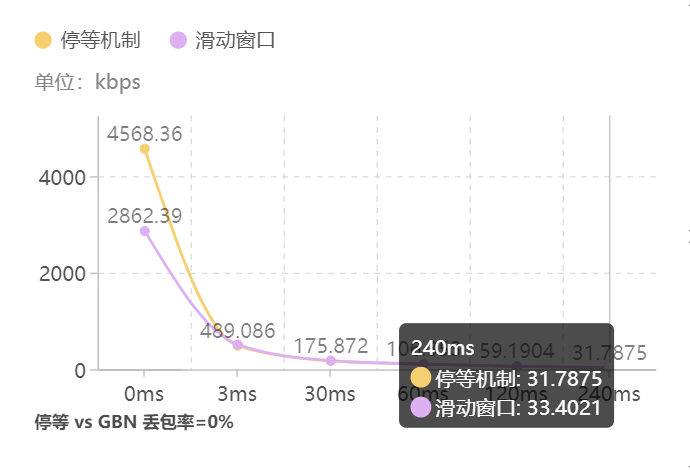 停等机制 滑动窗口
单位：kbps
4568.36
4000
2862.39
2000
489.086
175.872
59.1904
31.7875
240ms
停等机制: 31.7875
滑动窗口: 33.4021
0
0ms 3ms 30ms 60ms 120ms 240ms
停等 vs GBN 丢包率=0%